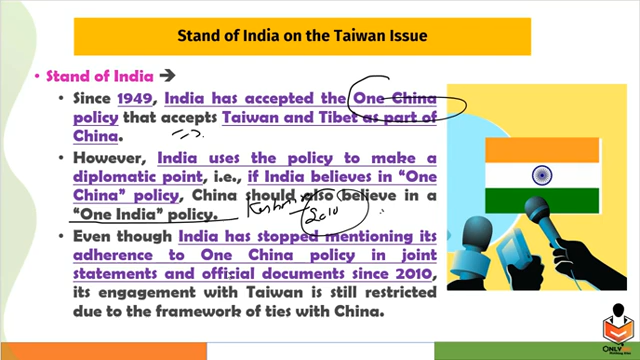 Stand of India on the Taiwan Issue
• Stand of India ➔
• Since 1949, India has accepted the One China
policy that accepts Taiwan and Tibet as part of
China.
• However, India uses the policy to make a
diplomatic point, i.e., if India believes in “One
China” policy, China should also believe in a
“One India” policy.
Kashmir
2010
• Even though India has stopped mentioning its
adherence to One China policy in joint
statements and official documents since 2010,
its engagement with Taiwan is still restricted
due to the framework of ties with China.